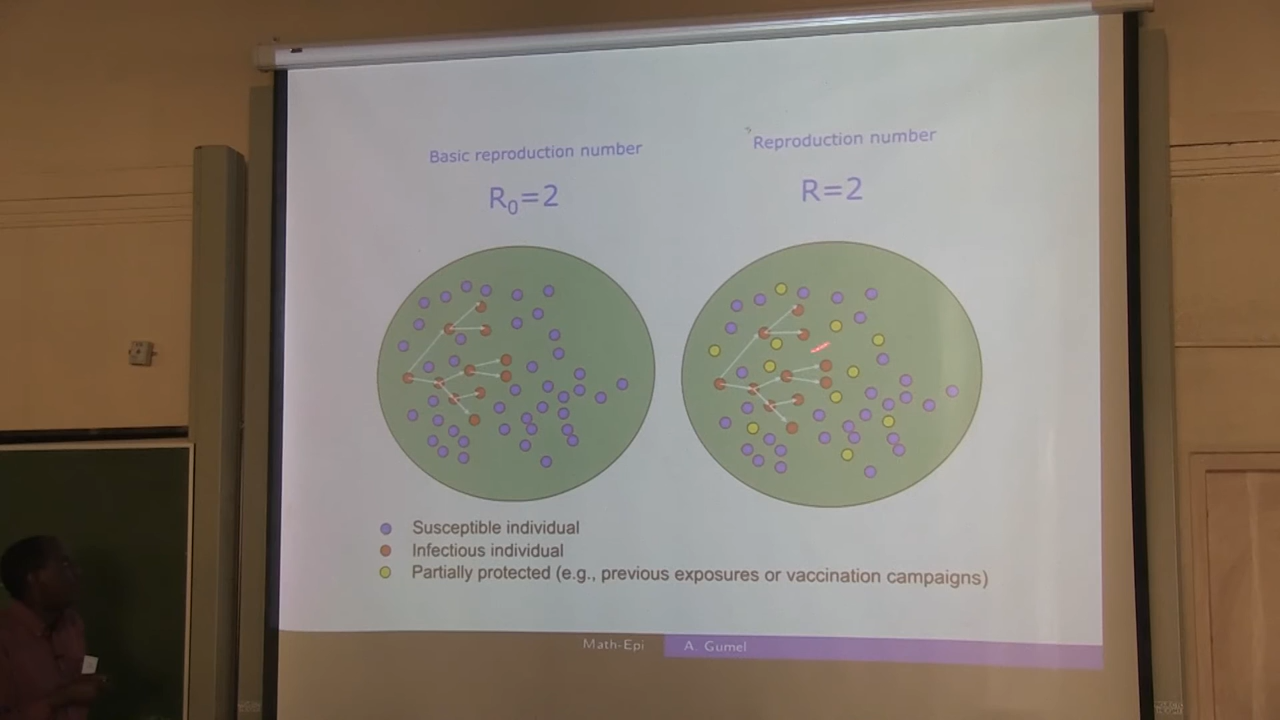 Basic reproduction number
R₀=2
Reproduction number
R=2
Susceptible individual
Infectious individual
Partially protected (e.g., previous exposures or vaccination campaigns)
Math-Epi
A. Gumel